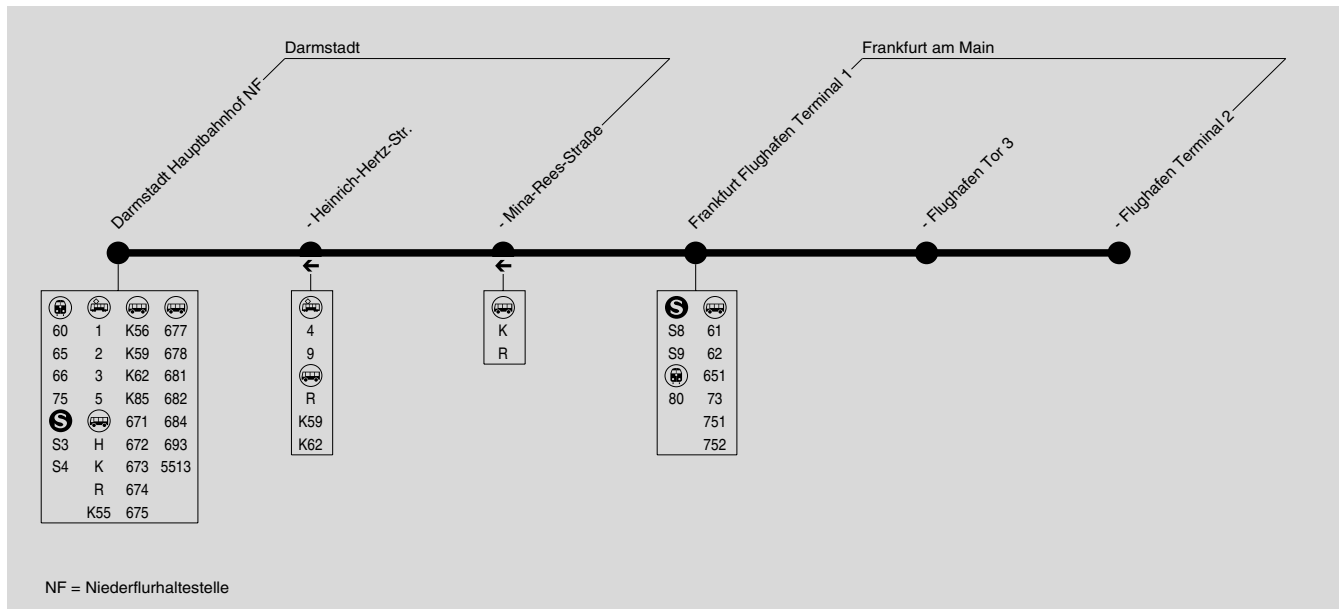 Darmstadt
Frankfurt am Main
Darmstadt Hauptbahnhof NF
- Heinrich-Hertz-Str.
- Mina-Rees-Straße
Frankfurt Flughafen Terminal 1
- Flughafen Tor 3
- Flughafen Terminal 2
60 1 K56 677
65 2 K59 678
66 3 K62 681
75 5 K85 682
S 671 684
S3 H 672 693
S4 K 673 5513
R 674
K55 675
4
9
R
K59
K62
K
R
S
S8 61
S9 62
651
80 73
751
752
NF = Niederflurhaltestelle